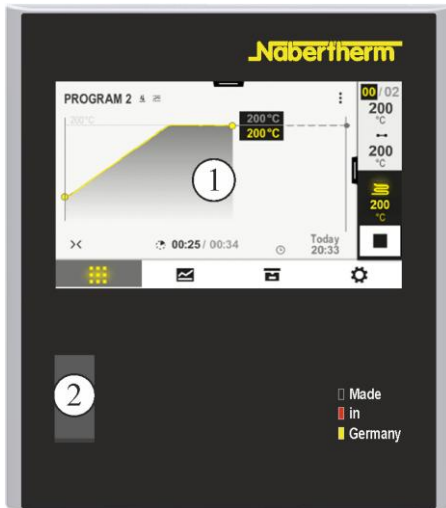 Nabertherm
PROGRAM 2
00/02
200
°C
200
°C
200
°C
200°C
200 °C
200 °C
1
00:25 / 00:34
Today
20:33
2
Made
in
Germany